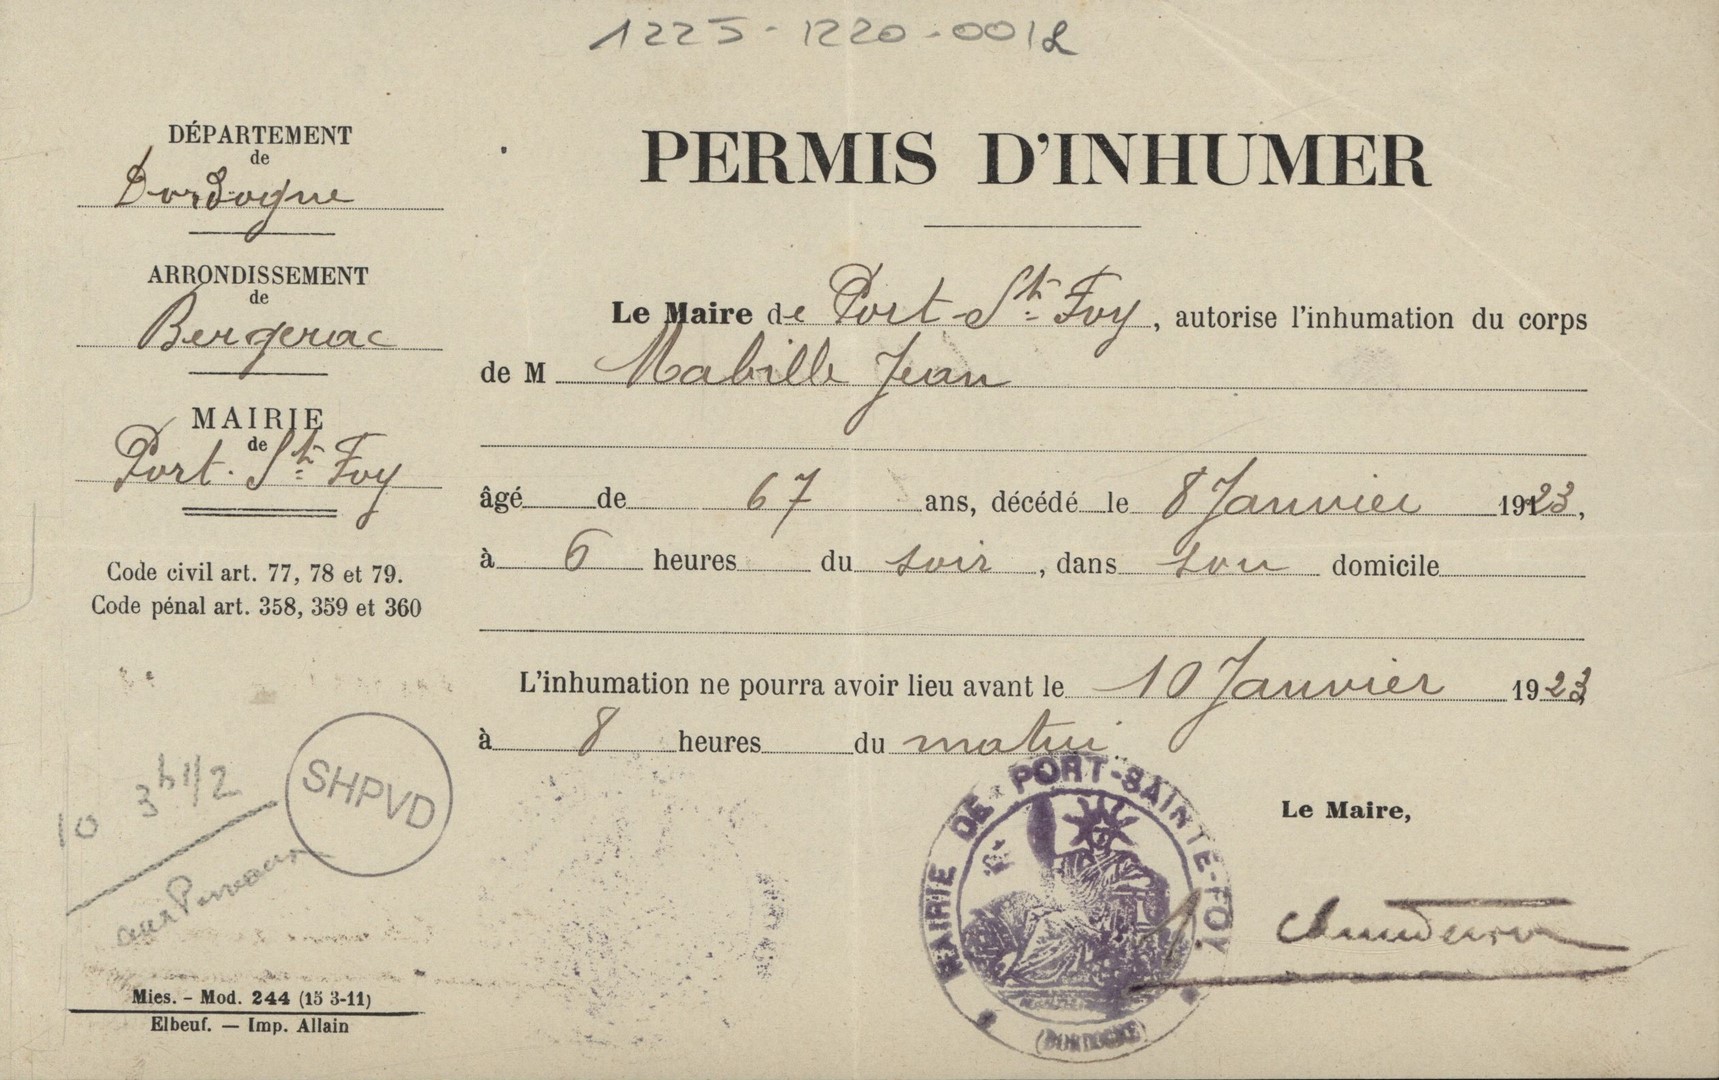 1225-1220-0012
DÉPARTEMENT
de
Dordogne
ARRONDISSEMENT
de
Bergerac
MAIRIE
de
Port-Ste Foy
Code civil art. 77, 78 et 79.
Code pénal art. 358, 359 et 360
PERMIS D'INHUMER
Le Maire de Port-Ste Foy, autorise l'inhumation du corps
de M Mabille Jean
âgé de 67 ans, décédé le 8 Janvier 1923,
à 6 heures du soir, dans son domicile
L'inhumation ne pourra avoir lieu avant le 10 Janvier 1923
à 8 heures du matin
Le Maire,
MAIRIE DE PORT-SAINTE-FOY
(DORDOGNE)
SHPVD
10 3h 1/2
Mies. - Mod. 244 (15 3-11)
Elbeuf. — Imp. Allain